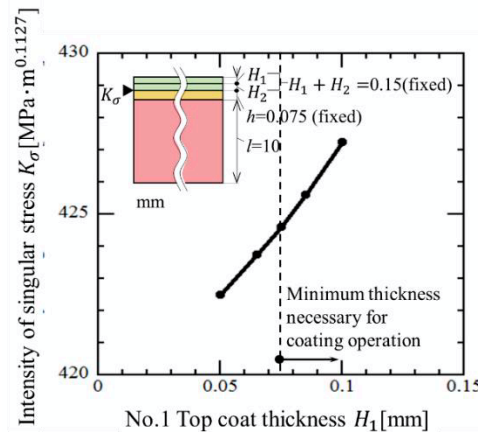 Intensity of singular stress K_σ[MPa·m^0.1127]
430
425
420
H₁
H₁ + H₂ =0.15(fixed)
K_σ
H₂
h=0.075 (fixed)
l=10
mm
Minimum thickness
necessary for
coating operation
0
0.05
0.1
0.15
No.1 Top coat thickness H₁[mm]